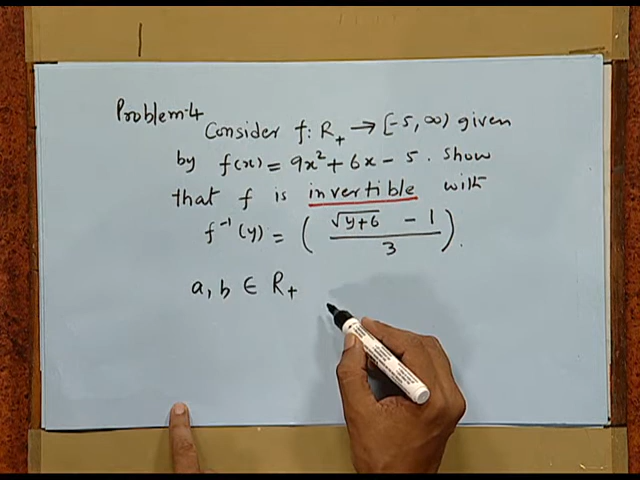 Problem-4
Consider f: R₊ → [-5, ∞) given
by f(x) = 9x² + 6x - 5. Show
that f is invertible with
f⁻¹(y) = ( (√(y+6) - 1) / 3 ).
a, b ∈ R₊